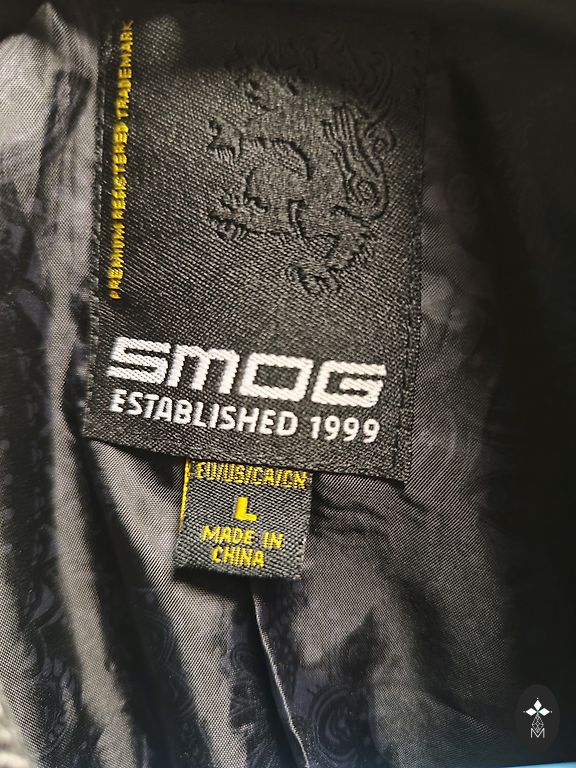 PREMIUM REGISTERED TRADEMARK
SMOG
ESTABLISHED 1999
EU/US/CA/CN
L
MADE IN
CHINA
M